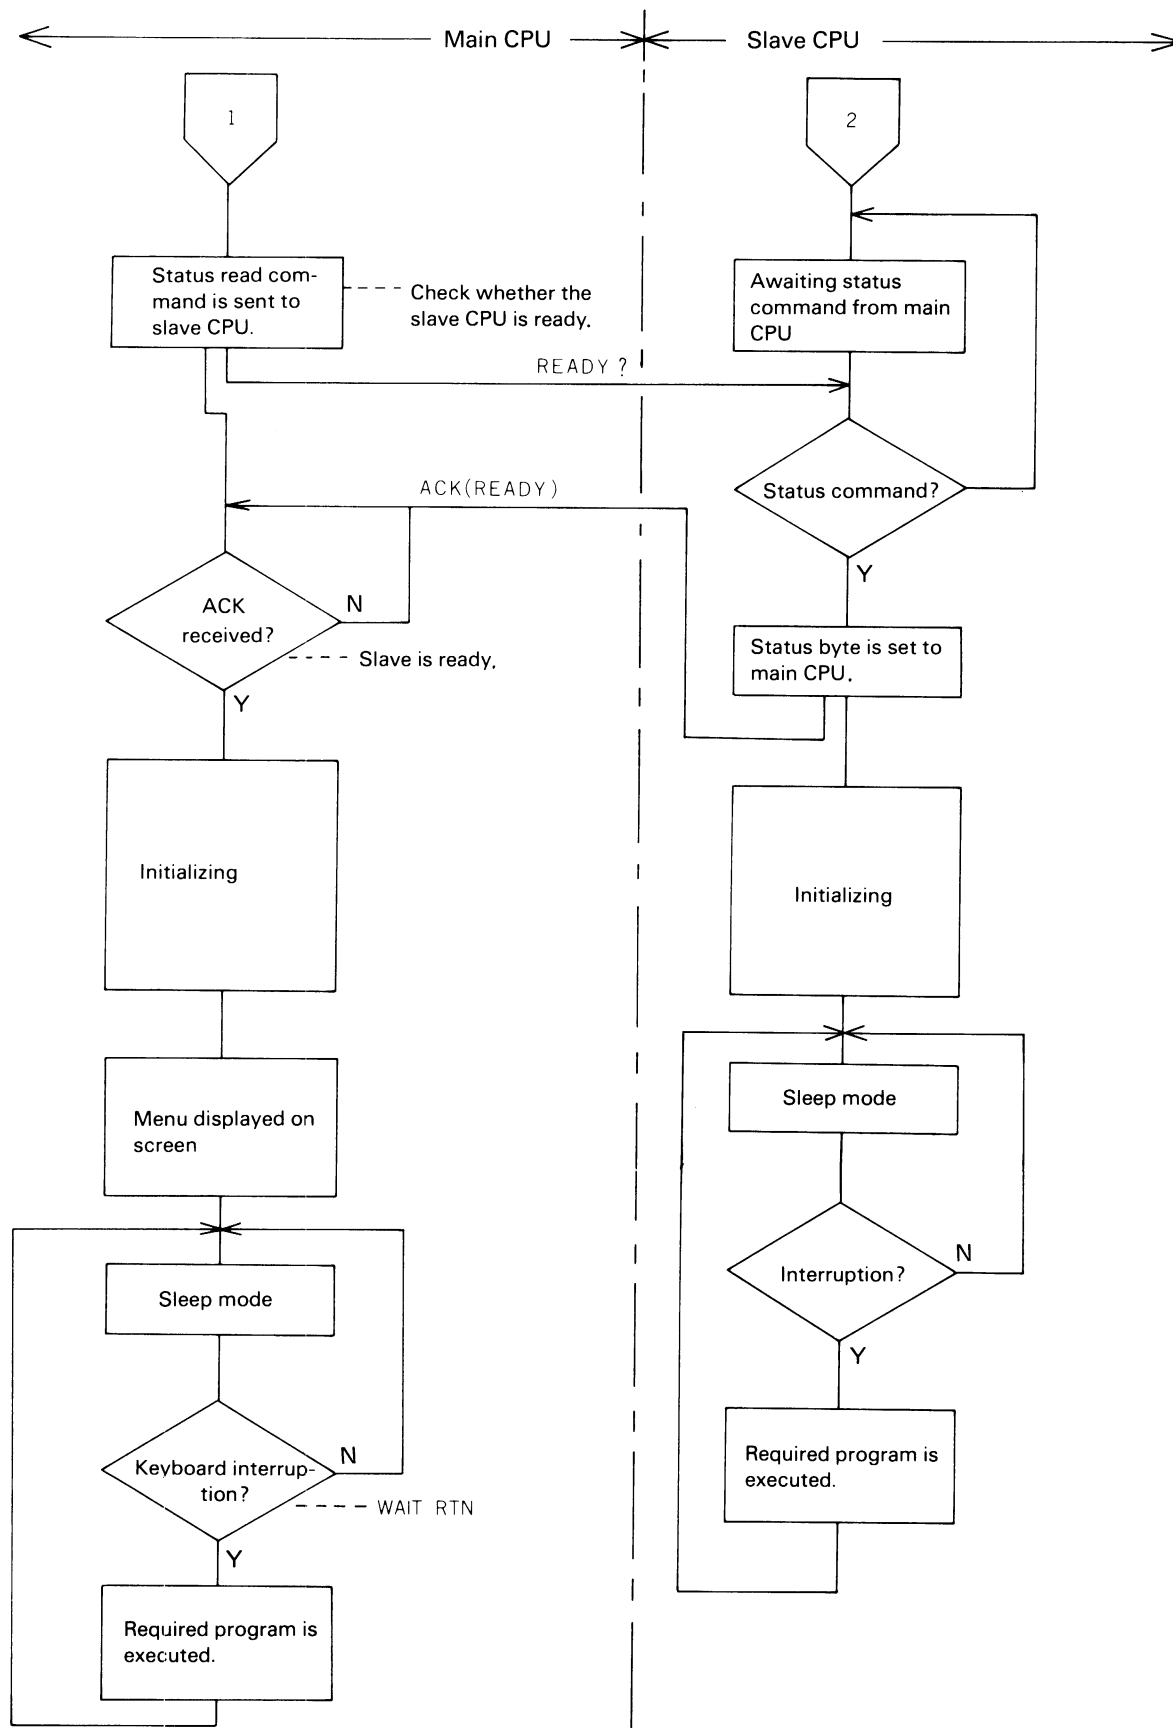 Main CPU
Slave CPU
1
2
Status read com-
mand is sent to
slave CPU.
Check whether the
slave CPU is ready.
Awaiting status
command from main
CPU
READY ?
Status command?
ACK(READY)
Y
ACK
received?
N
Slave is ready.
Y
Status byte is set to
main CPU.
Initializing
Initializing
Menu displayed on
screen
Sleep mode
Interruption?
N
Y
Sleep mode
Keyboard interrup-
tion?
N
WAIT RTN
Y
Required program is
executed.
Required program is
executed.